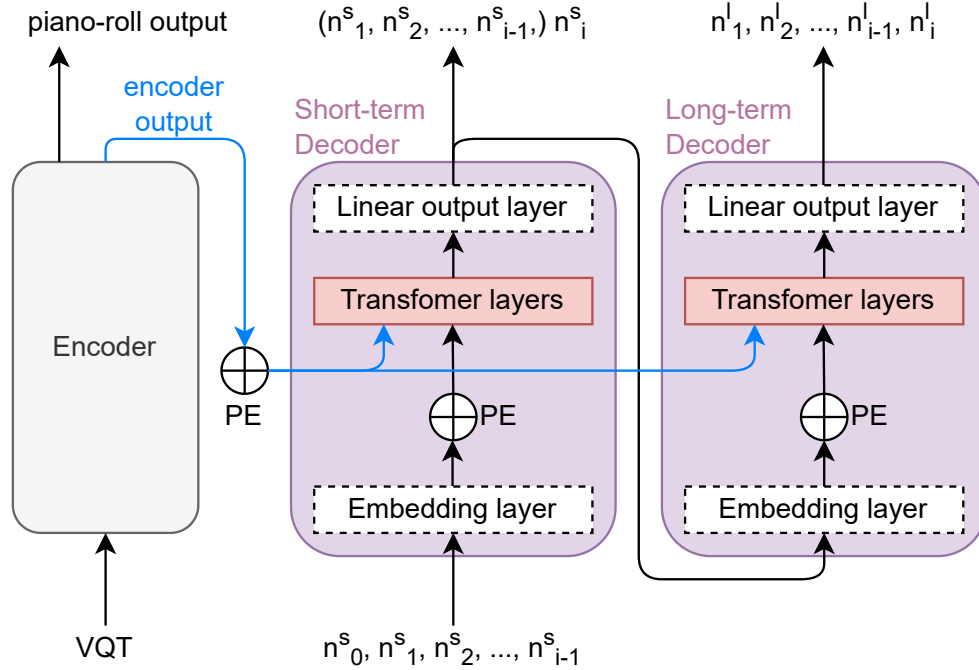 piano-roll output
(n^s_1, n^s_2, ..., n^s_{i-1},) n^s_i
n^l_1, n^l_2, ..., n^l_{i-1}, n^l_i
encoder
output
Short-term
Decoder
Long-term
Decoder
Linear output layer
Linear output layer
Transfomer layers
Transfomer layers
Encoder
PE
PE
PE
Embedding layer
Embedding layer
VQT
n^s_0, n^s_1, n^s_2, ..., n^s_{i-1}